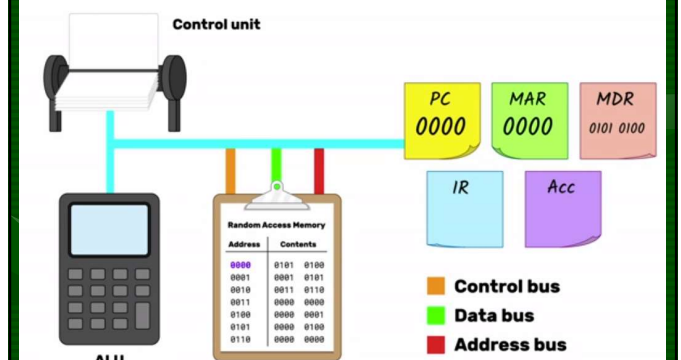 Control unit
PC
0000
MAR
0000
MDR
0101 0100
IR
Acc
Random Access Memory
Address Contents
0000 0101 0100
0001 0001 0101
0010 0011 0110
0011 0000 0000
0100 0000 0001
0101 0000 0100
0110 0000 0000
Control bus
Data bus
Address bus
ALU